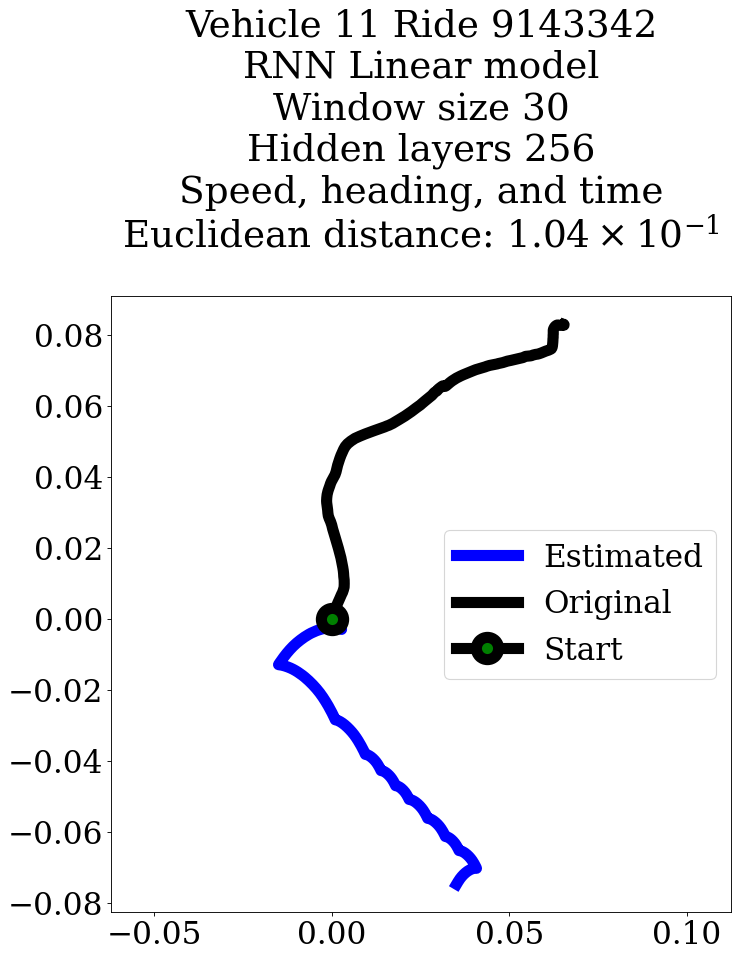 Vehicle 11 Ride 9143342
RNN Linear model
Window size 30
Hidden layers 256
Speed, heading, and time
Euclidean distance: 1.04 × 10⁻¹
0.08
0.06
0.04
0.02
0.00
−0.02
−0.04
−0.06
−0.08
Estimated
Original
Start
−0.05 0.00 0.05 0.10